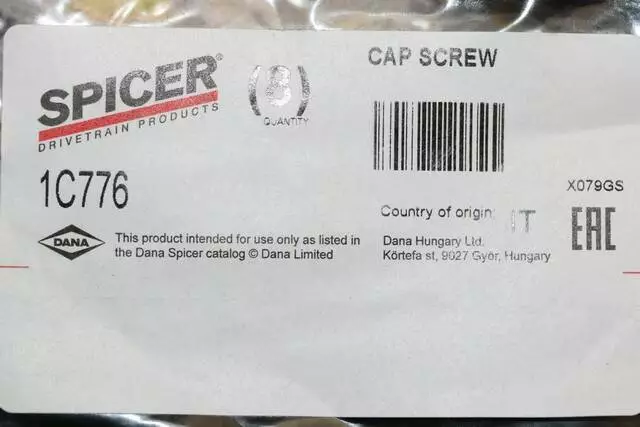 SPICER®
DRIVETRAIN PRODUCTS
(8)
QUANTITY
CAP SCREW
1C776
X079GS
Country of origin: IT
EAC
DANA
This product intended for use only as listed in
the Dana Spicer catalog © Dana Limited
Dana Hungary Ltd.
Körtefa st, 9027 Győr, Hungary